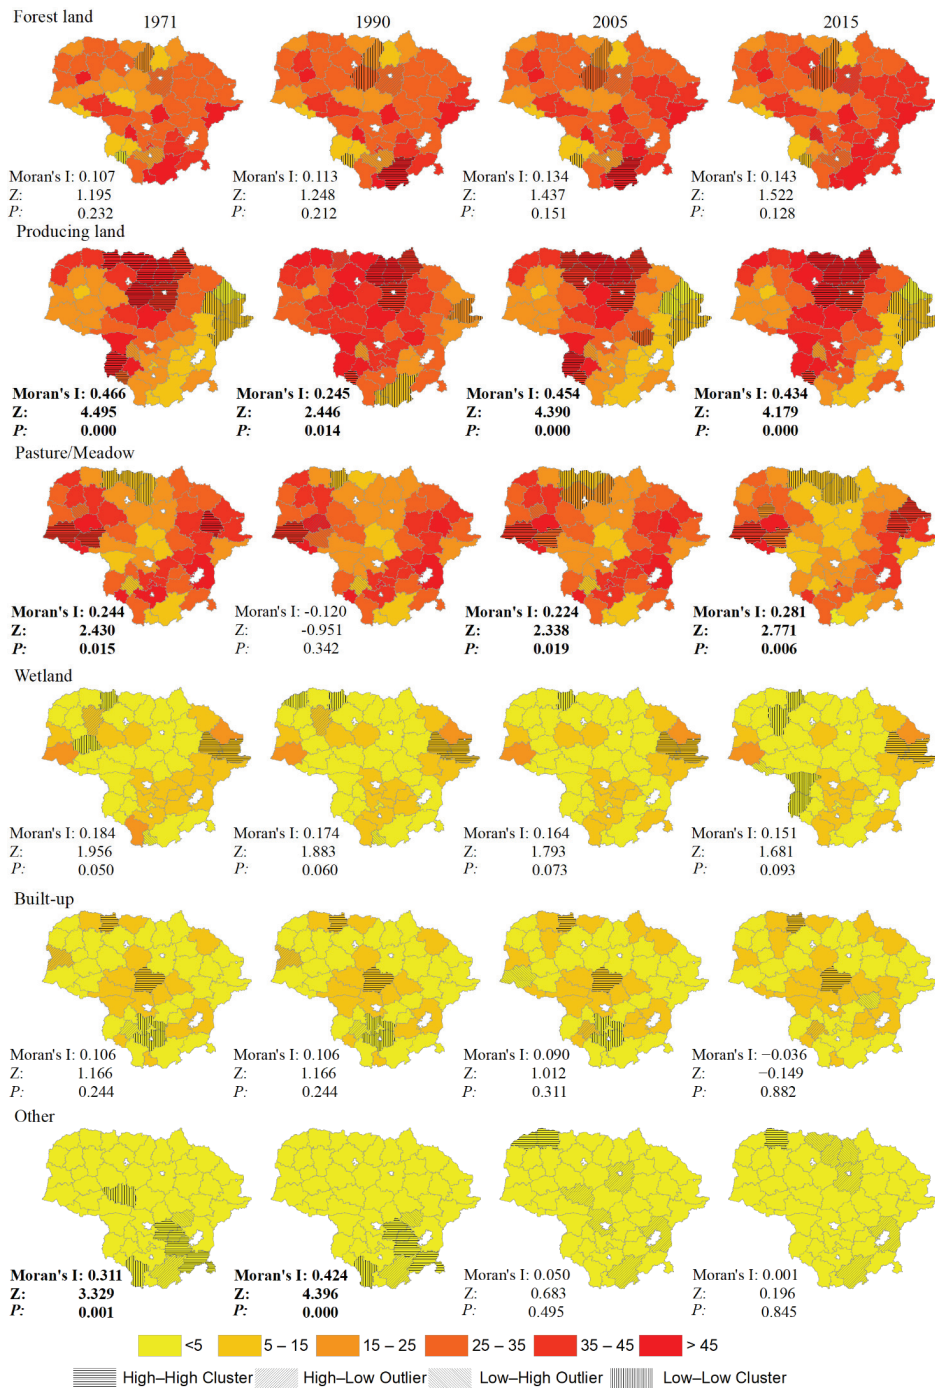 Forest land 1971 1990 2005 2015
Moran's I: 0.107 Moran's I: 0.113 Moran's I: 0.134 Moran's I: 0.143
Z: 1.195 Z: 1.248 Z: 1.437 Z: 1.522
P: 0.232 P: 0.212 P: 0.151 P: 0.128
Producing land
Moran's I: 0.466 Moran's I: 0.245 Moran's I: 0.454 Moran's I: 0.434
Z: 4.495 Z: 2.446 Z: 4.390 Z: 4.179
P: 0.000 P: 0.014 P: 0.000 P: 0.000
Pasture/Meadow
Moran's I: 0.244 Moran's I: -0.120 Moran's I: 0.224 Moran's I: 0.281
Z: 2.430 Z: -0.951 Z: 2.338 Z: 2.771
P: 0.015 P: 0.342 P: 0.019 P: 0.006
Wetland
Moran's I: 0.184 Moran's I: 0.174 Moran's I: 0.164 Moran's I: 0.151
Z: 1.956 Z: 1.883 Z: 1.793 Z: 1.681
P: 0.050 P: 0.060 P: 0.073 P: 0.093
Built-up
Moran's I: 0.106 Moran's I: 0.106 Moran's I: 0.090 Moran's I: −0.036
Z: 1.166 Z: 1.166 Z: 1.012 Z: −0.149
P: 0.244 P: 0.244 P: 0.311 P: 0.882
Other
Moran's I: 0.311 Moran's I: 0.424 Moran's I: 0.050 Moran's I: 0.001
Z: 3.329 Z: 4.396 Z: 0.683 Z: 0.196
P: 0.001 P: 0.000 P: 0.495 P: 0.845
<5 5 – 15 15 – 25 25 – 35 35 – 45 > 45
High–High Cluster High–Low Outlier Low–High Outlier Low–Low Cluster